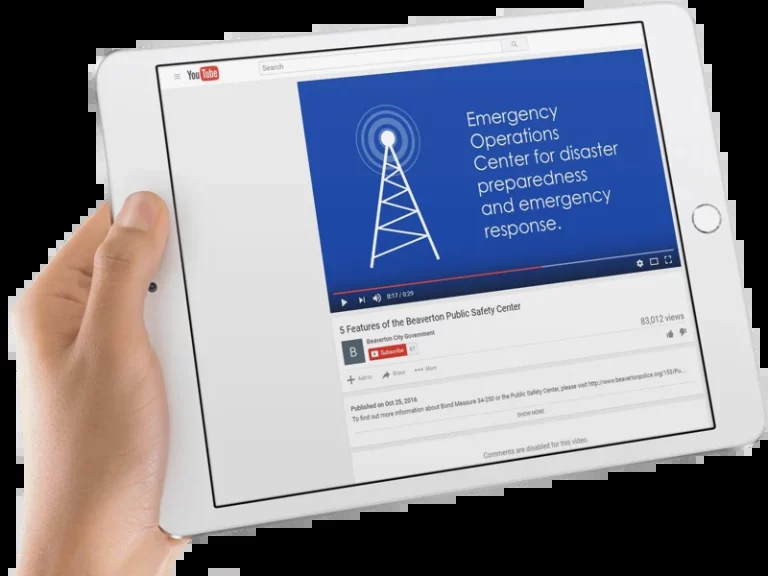 YouTube
Search
Emergency
Operations
Center for disaster
preparedness
and emergency
response.
0:17 / 0:29
5 Features of the Beaverton Public Safety Center
B
Beaverton City Government
Subscribe 67
83,012 views
Add to Share More
Published on Oct 25, 2016
To find out more information about Bond Measure 34-250 or the Public Safety Center, please visit http://www.beavertonpolice.org/153/Pu...
SHOW MORE
Comments are disabled for this video.